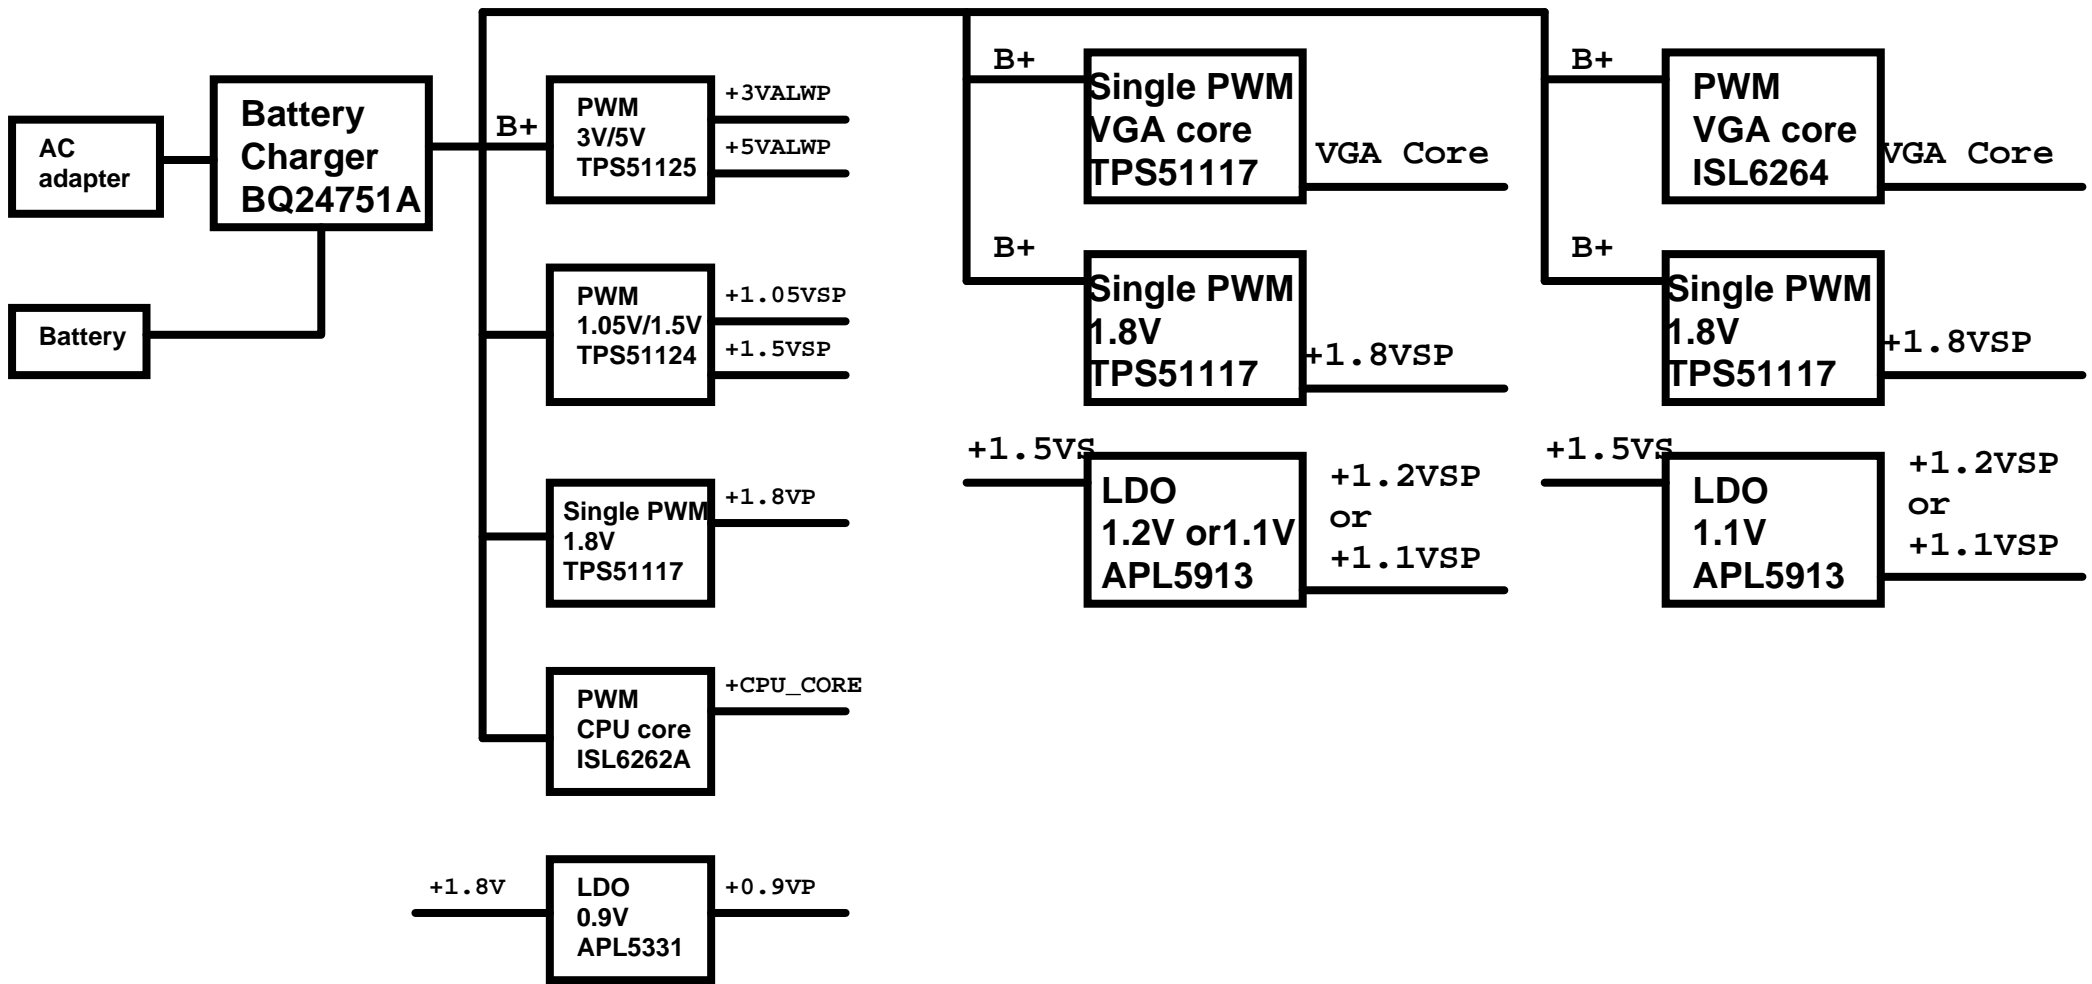 AC
adapter
Battery
Charger
BQ24751A
Battery
B+
PWM
3V/5V
TPS51125
+3VALWP
+5VALWP
PWM
1.05V/1.5V
TPS51124
+1.05VSP
+1.5VSP
Single PWM
1.8V
TPS51117
+1.8VP
PWM
CPU core
ISL6262A
+CPU_CORE
+1.8V
LDO
0.9V
APL5331
+0.9VP
B+
Single PWM
VGA core
TPS51117
VGA Core
B+
Single PWM
1.8V
TPS51117
+1.8VSP
+1.5VS
LDO
1.2V or1.1V
APL5913
+1.2VSP
or
+1.1VSP
B+
PWM
VGA core
ISL6264
VGA Core
B+
Single PWM
1.8V
TPS51117
+1.8VSP
+1.5VS
LDO
1.1V
APL5913
+1.2VSP
or
+1.1VSP